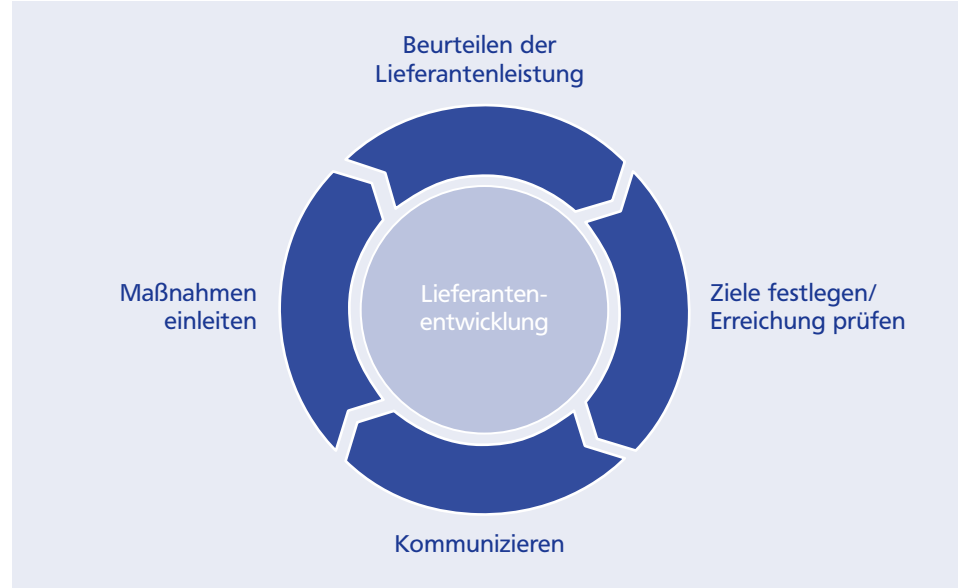 Beurteilen der
Lieferantenleistung
Maßnahmen
einleiten
Lieferanten-
entwicklung
Ziele festlegen/
Erreichung prüfen
Kommunizieren